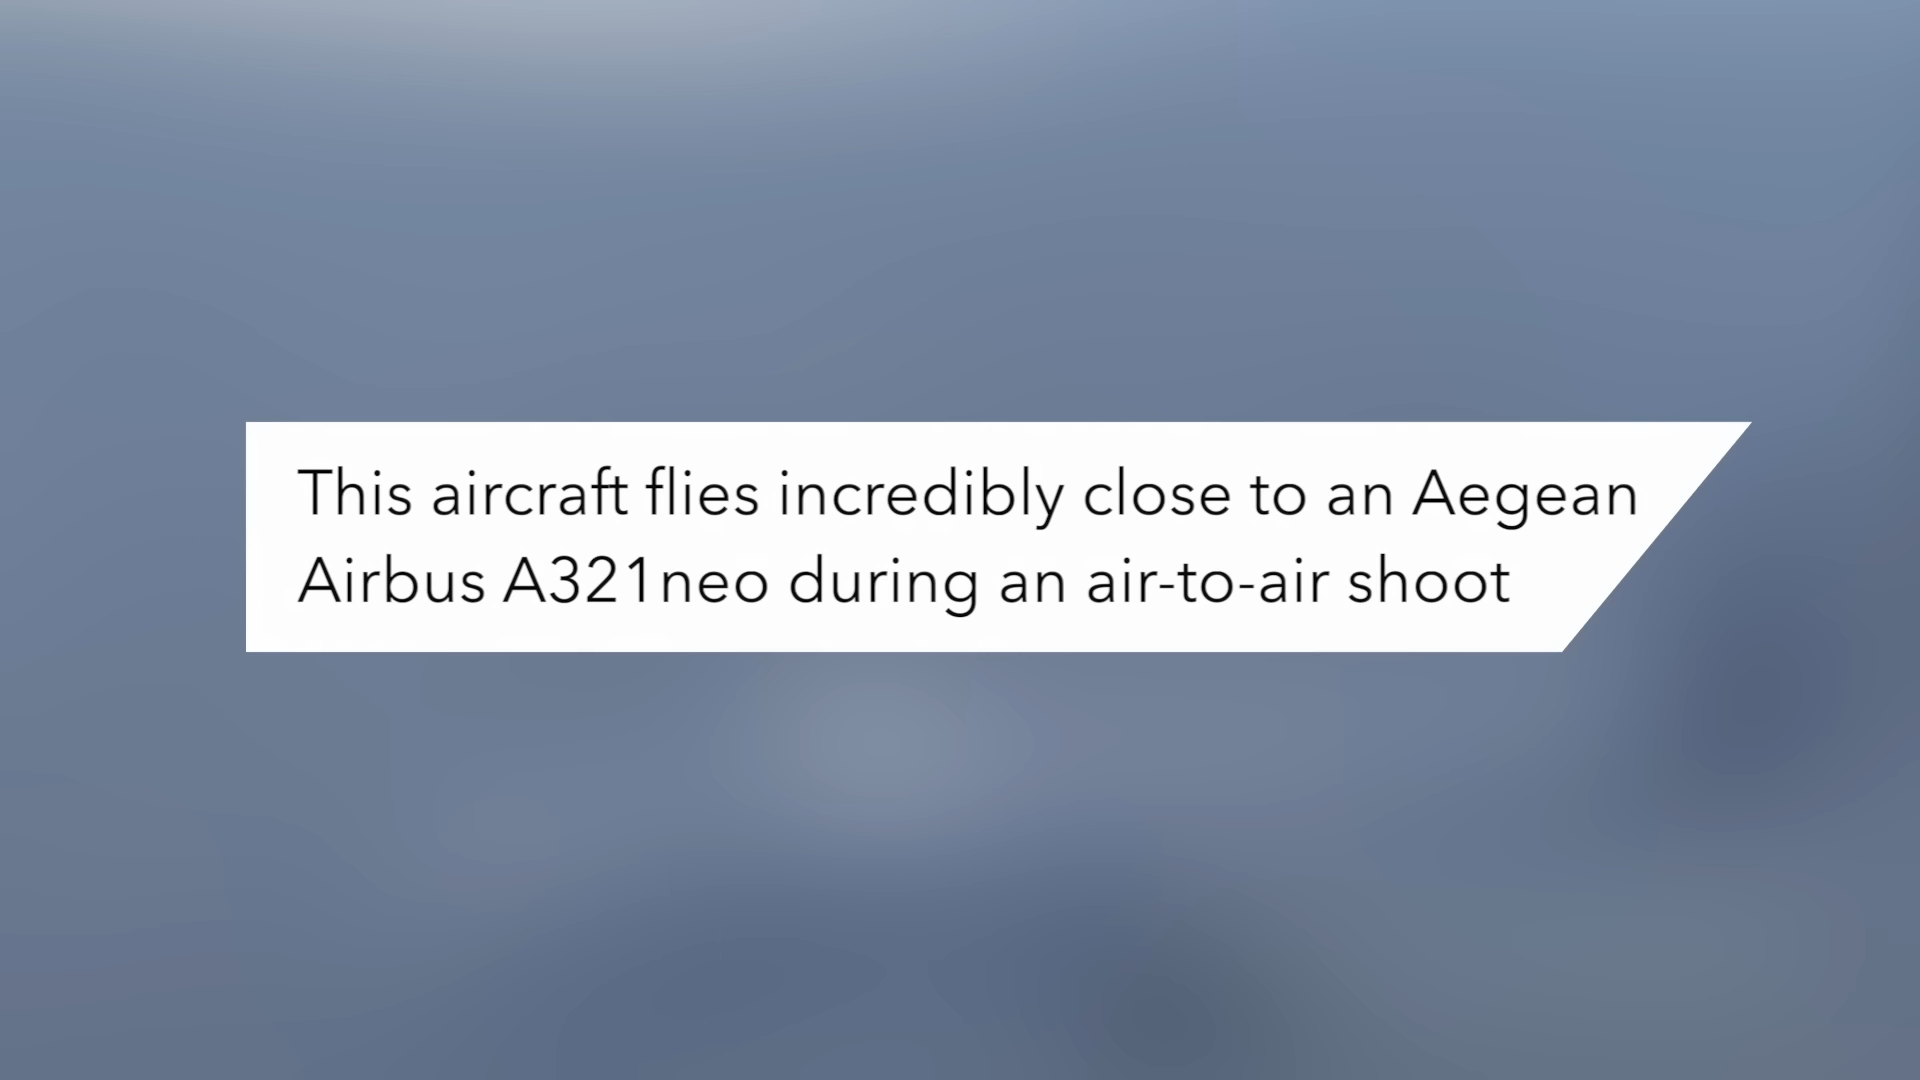 This aircraft flies incredibly close to an Aegean
Airbus A321neo during an air-to-air shoot